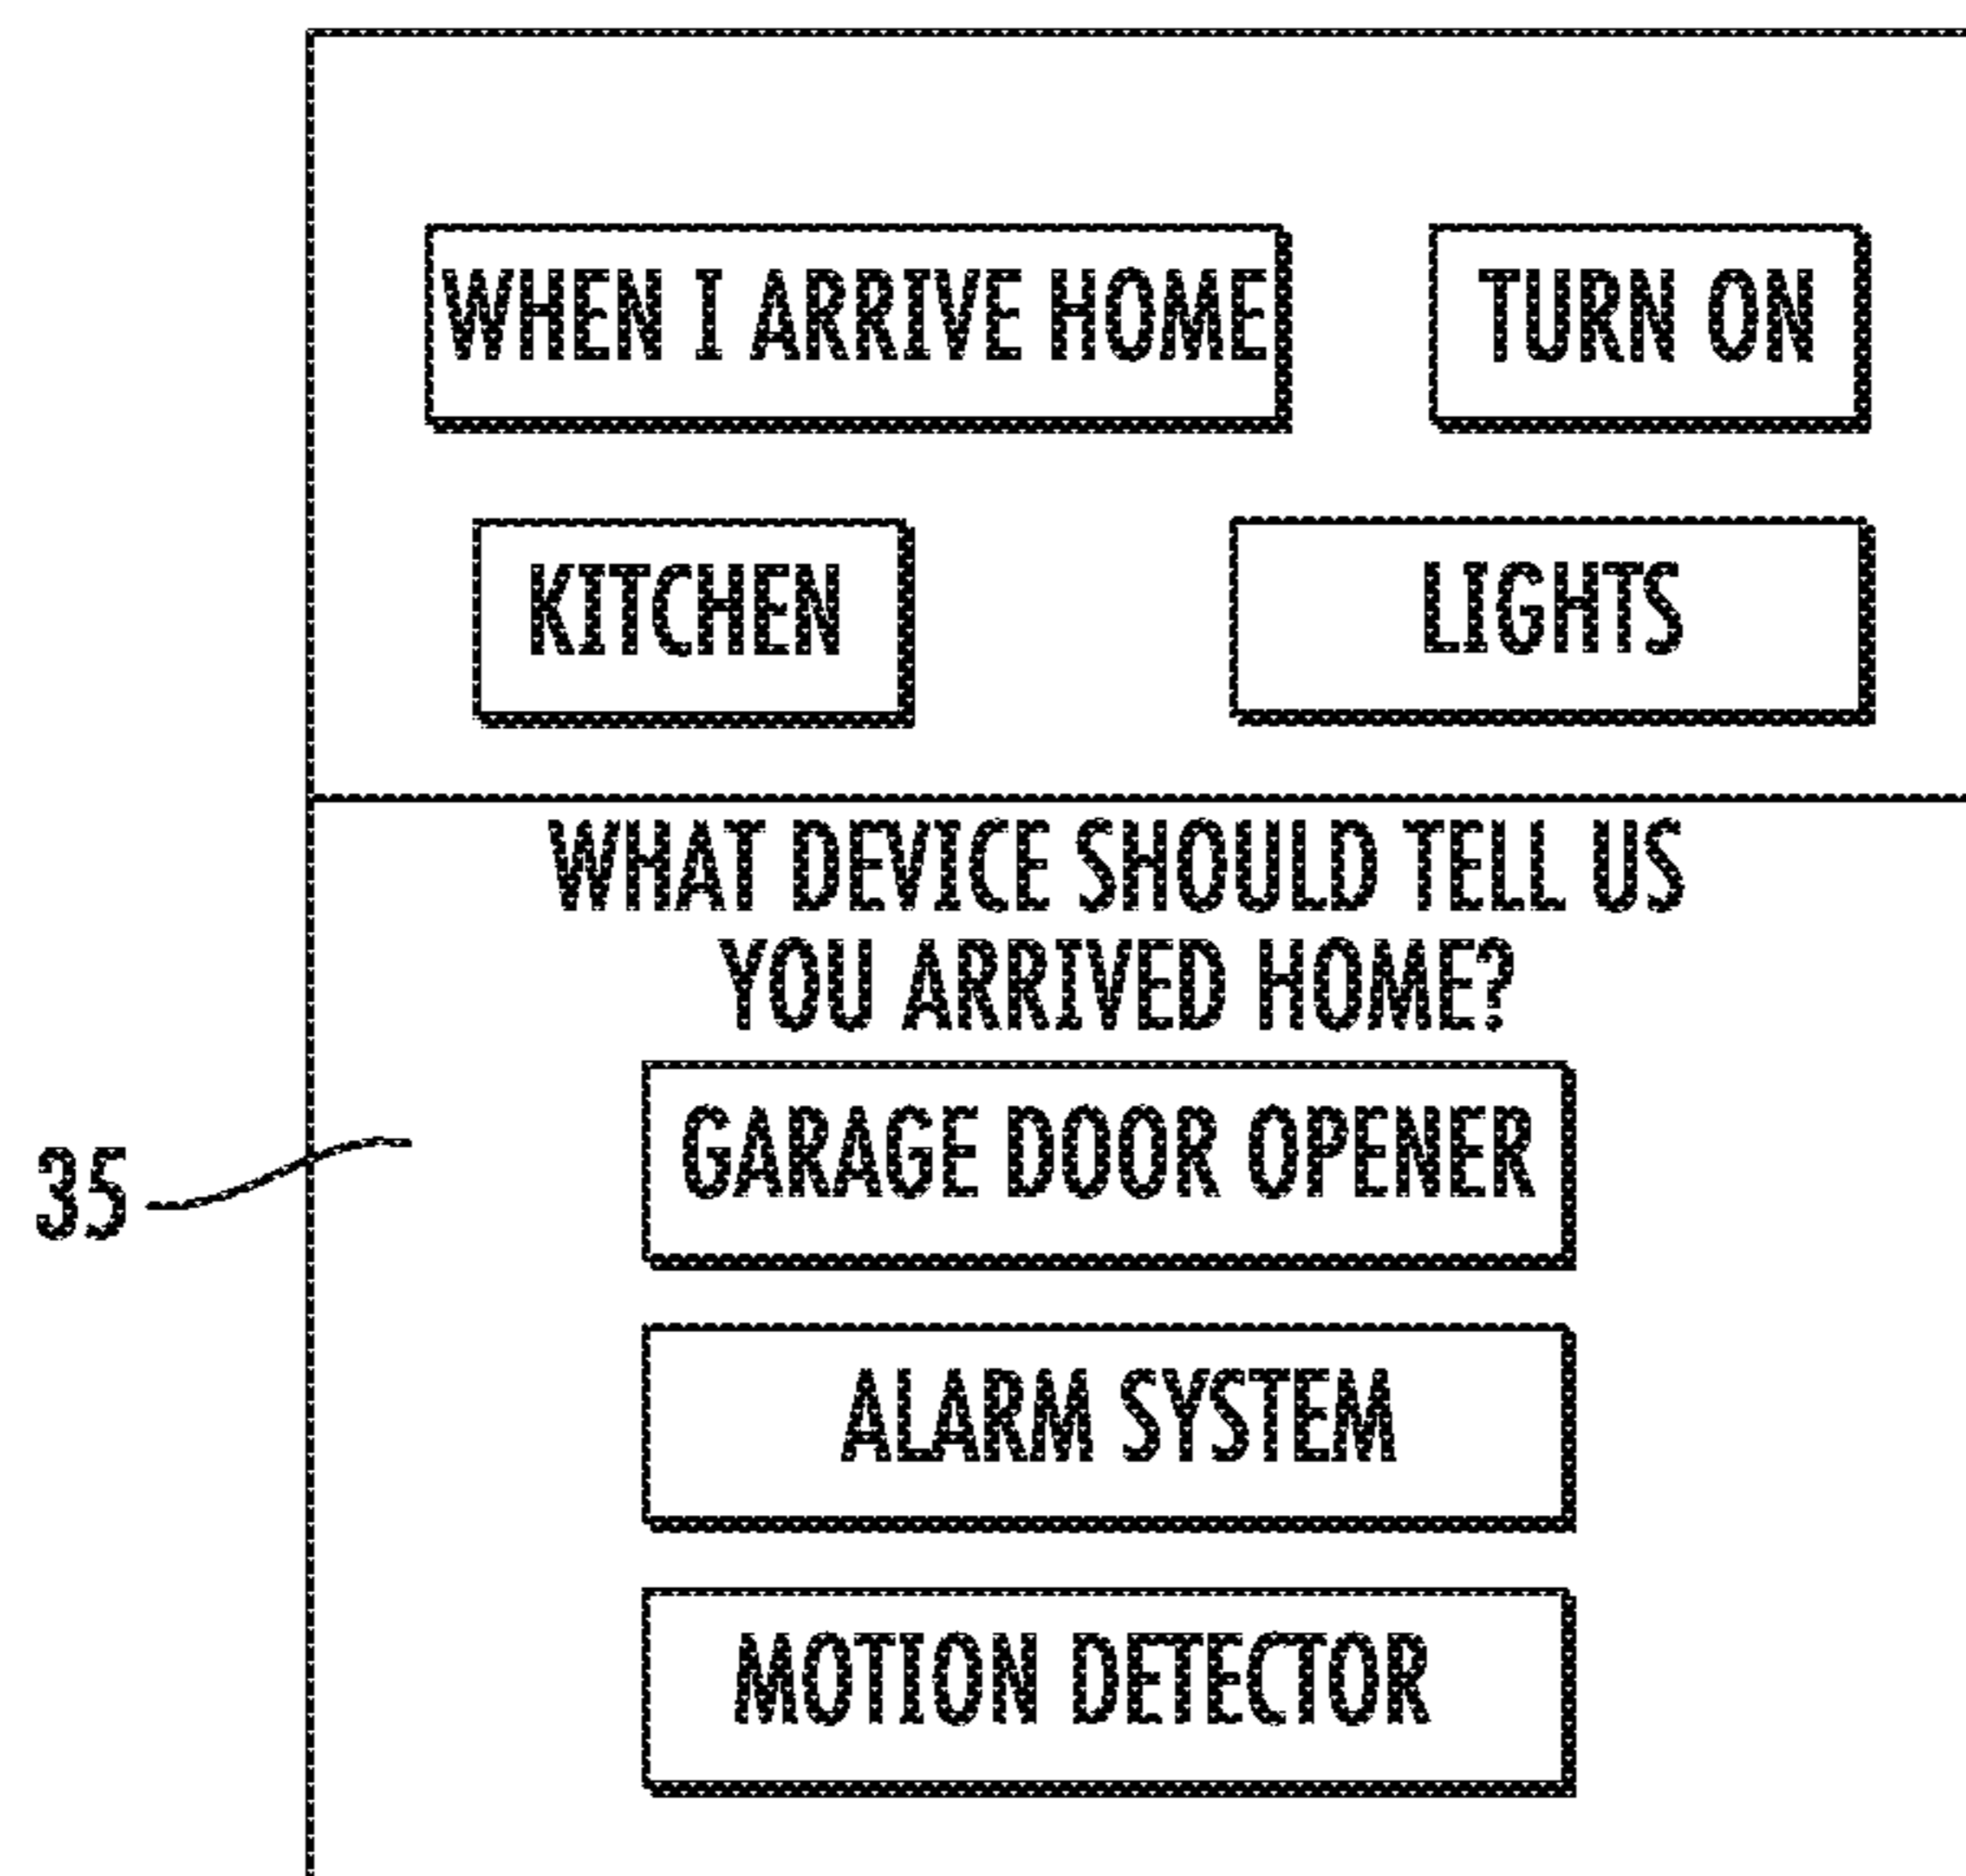 WHEN I ARRIVE HOME TURN ON
KITCHEN LIGHTS
WHAT DEVICE SHOULD TELL US
YOU ARRIVED HOME?
GARAGE DOOR OPENER
35
ALARM SYSTEM
MOTION DETECTOR